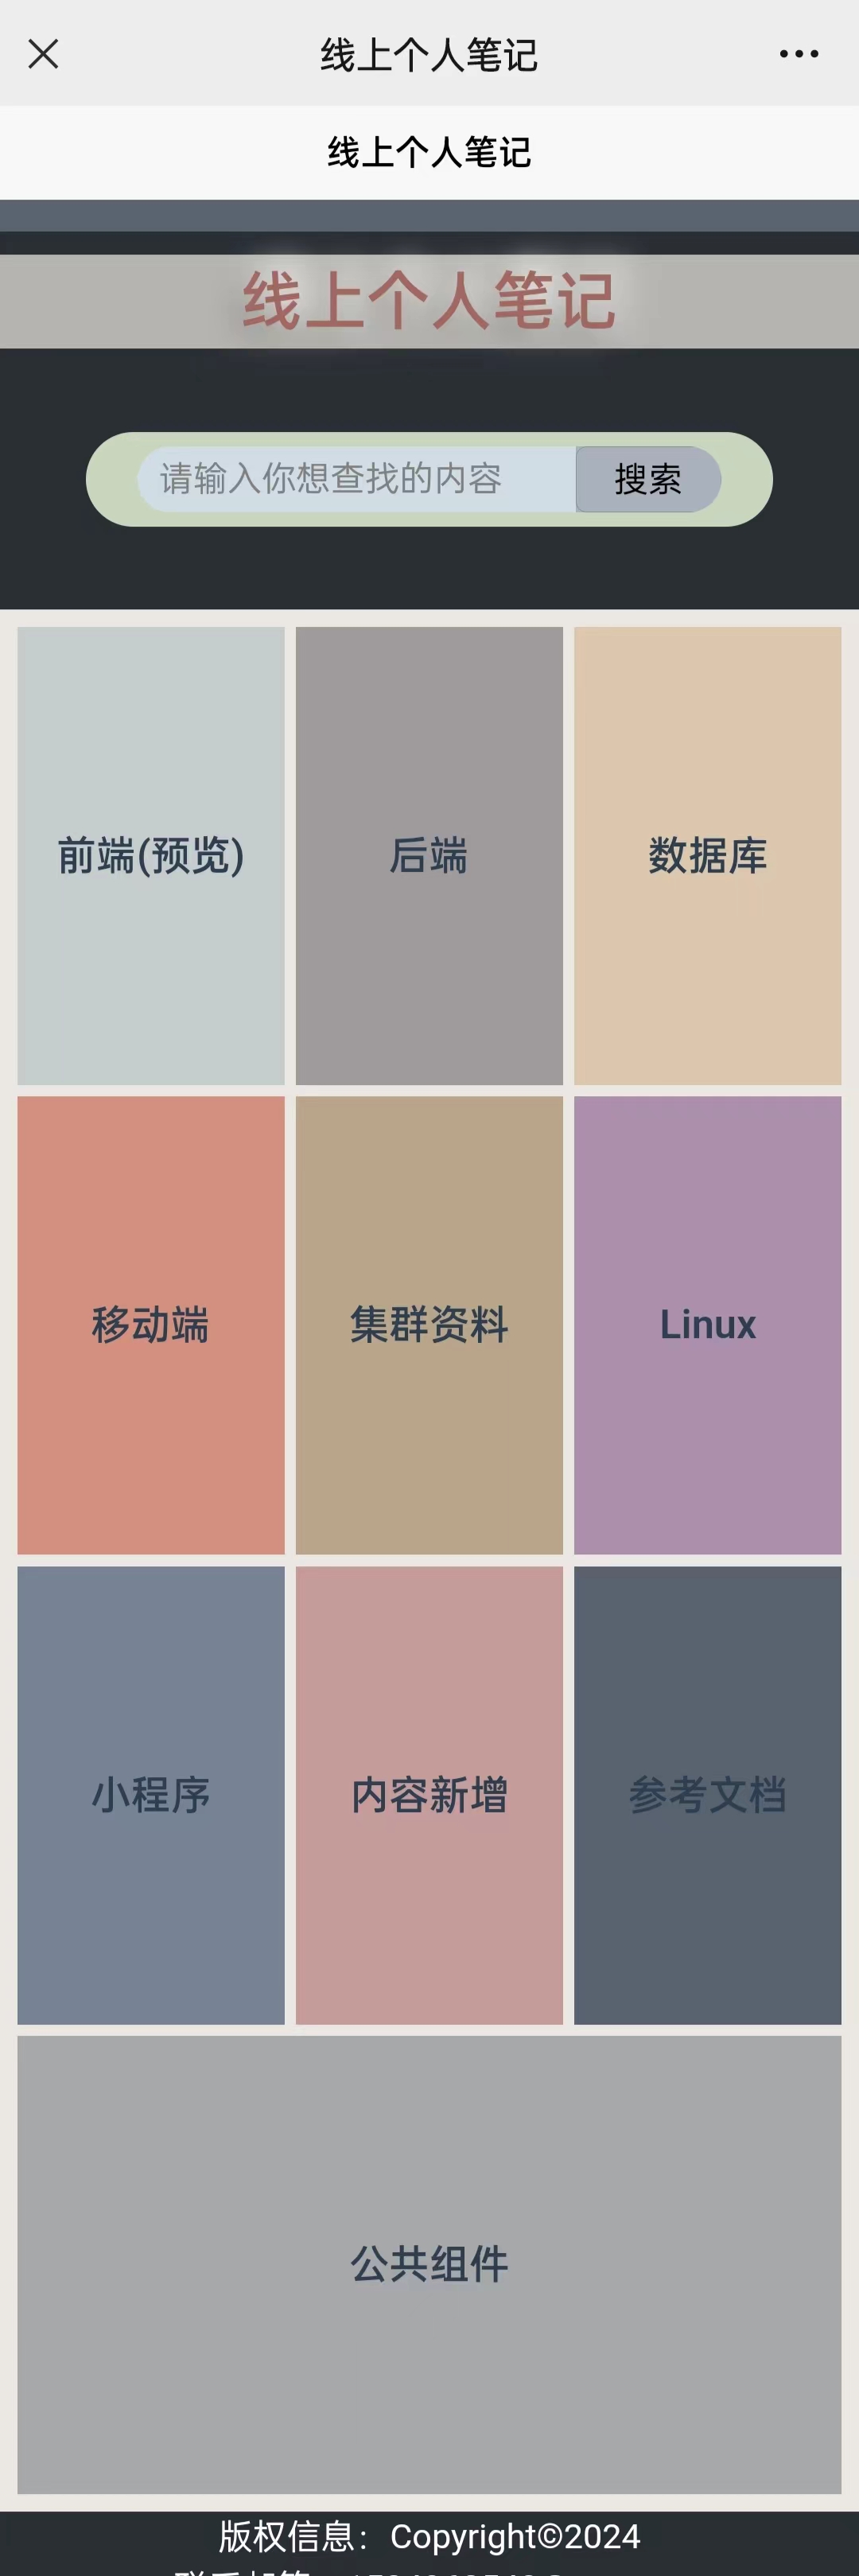 线上个人笔记
线上个人笔记
线上个人笔记
请输入你想查找的内容 搜索
前端(预览) 后端 数据库
移动端 集群资料 Linux
小程序 内容新增 参考文档
公共组件
版权信息：Copyright©2024